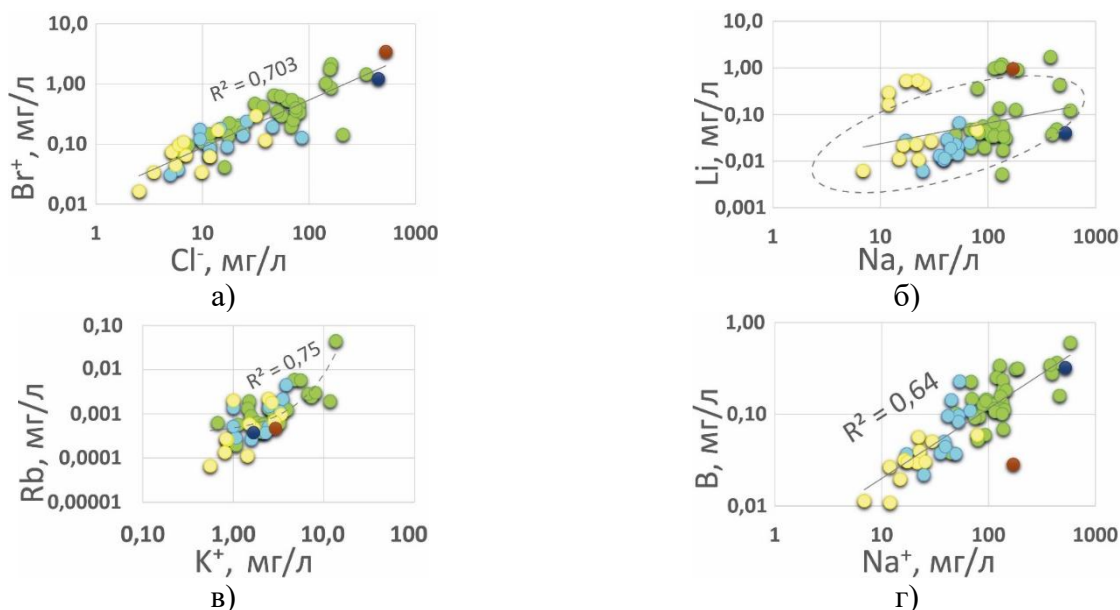 10,0
1,00
0,10
0,01
Br⁺, мг/л
R² = 0,703
1 10 100 1000
Cl⁻, мг/л
а)
10,00
1,00
0,10
0,01
0,001
Li, мг/л
1 10 100 1000
Na, мг/л
б)
0,10
0,01
0,001
0,0001
0,00001
Rb, мг/л
R² = 0,75
0,10 1,00 10,0 100
K⁺, мг/л
в)
1,00
0,10
0,01
B, мг/л
R² = 0,64
1 10 100 1000
Na⁺, мг/л
г)